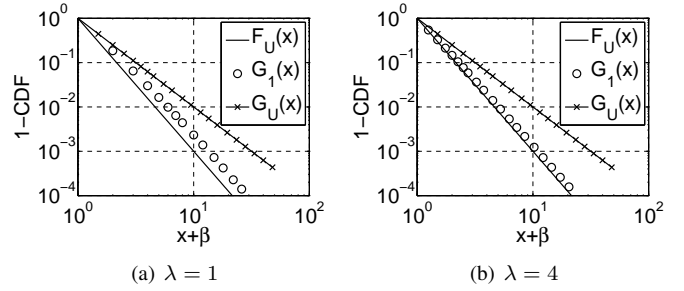 10^0
10^-1
10^-2
10^-3
10^-4
1-CDF
10^0
10^1
10^2
x+β
F_U(x)
G_1(x)
G_U(x)
(a) λ = 1
10^0
10^-1
10^-2
10^-3
10^-4
1-CDF
10^0
10^1
10^2
x+β
F_U(x)
G_1(x)
G_U(x)
(b) λ = 4